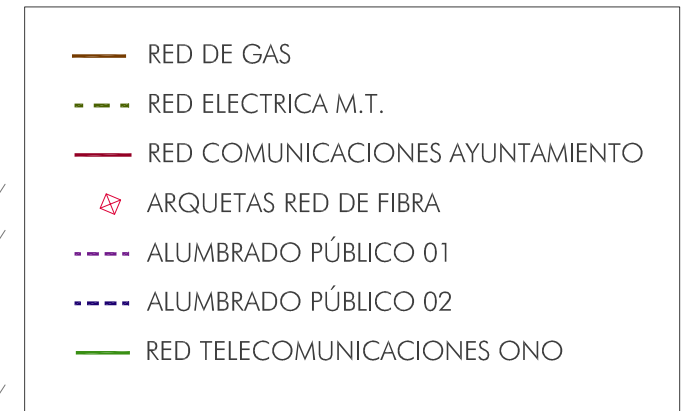 RED DE GAS
RED ELECTRICA M.T.
RED COMUNICACIONES AYUNTAMIENTO
ARQUETAS RED DE FIBRA
ALUMBRADO PÚBLICO 01
ALUMBRADO PÚBLICO 02
RED TELECOMUNICACIONES ONO